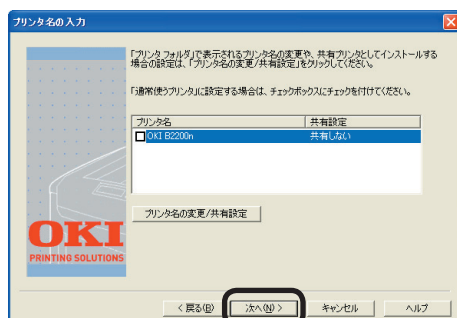 プリンタ名の入力
「プリンタ フォルダ」で表示されるプリンタ名の変更や、共有プリンタとしてインストールする
場合の設定は、「プリンタ名の変更/共有設定」をクリックしてください。
「通常使うプリンタ」に設定する場合は、チェックボックスにチェックを付けてください。
プリンタ名 共有設定
OKI B2200n 共有しない
プリンタ名の変更/共有設定
OKI
PRINTING SOLUTIONS
< 戻る(B) 次へ(N) > キャンセル ヘルプ